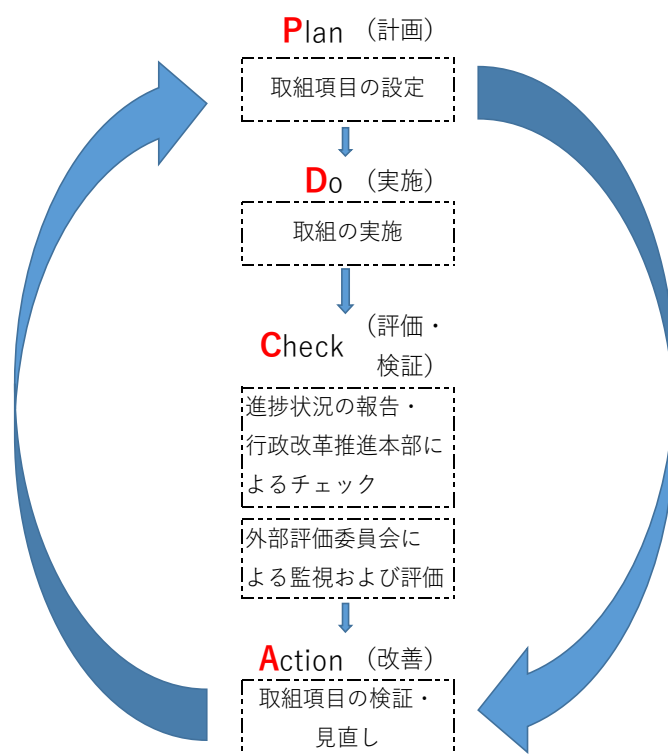 Plan （計画）
取組項目の設定
Do （実施）
取組の実施
Check （評価・
検証）
進捗状況の報告・
行政改革推進本部に
よるチェック
外部評価委員会に
よる監視および評価
Action （改善）
取組項目の検証・
見直し